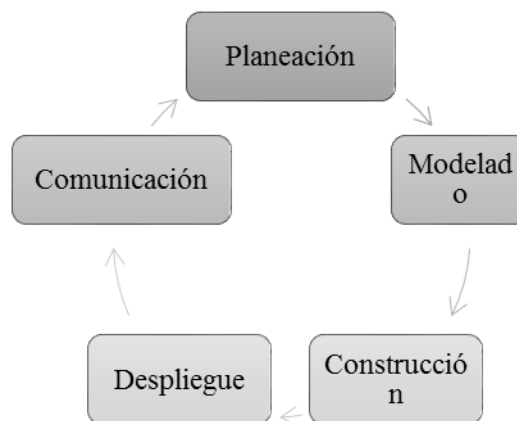 Planeación
Modelad
o
Construcció
n
Despliegue
Comunicación